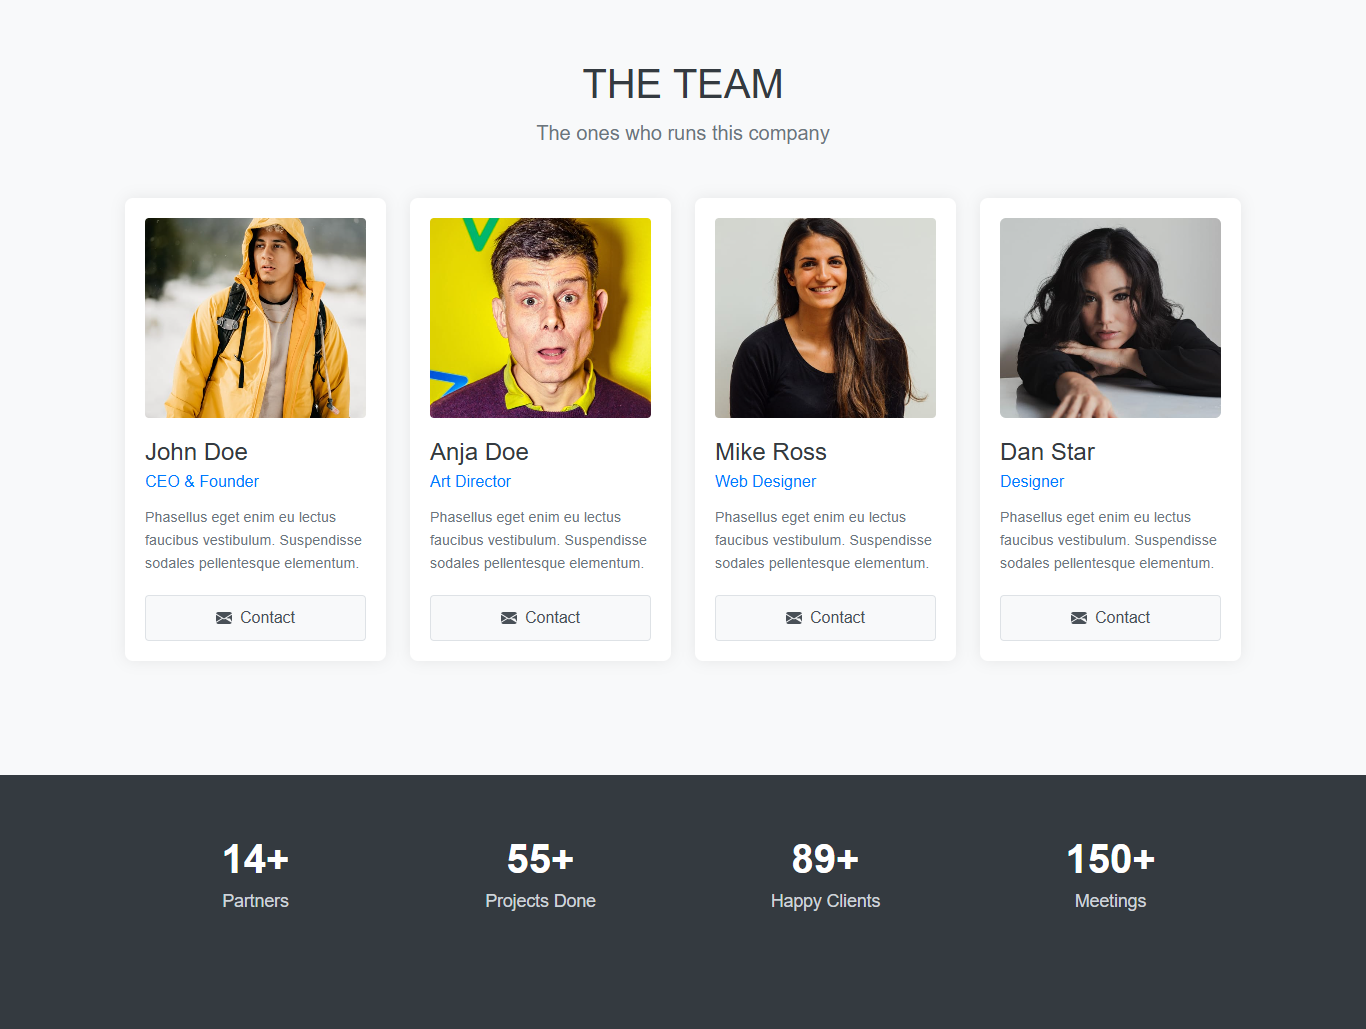 THE TEAM
The ones who runs this company
John Doe
CEO & Founder
Phasellus eget enim eu lectus
faucibus vestibulum. Suspendisse
sodales pellentesque elementum.
Contact
Anja Doe
Art Director
Phasellus eget enim eu lectus
faucibus vestibulum. Suspendisse
sodales pellentesque elementum.
Contact
Mike Ross
Web Designer
Phasellus eget enim eu lectus
faucibus vestibulum. Suspendisse
sodales pellentesque elementum.
Contact
Dan Star
Designer
Phasellus eget enim eu lectus
faucibus vestibulum. Suspendisse
sodales pellentesque elementum.
Contact
14+
Partners
55+
Projects Done
89+
Happy Clients
150+
Meetings